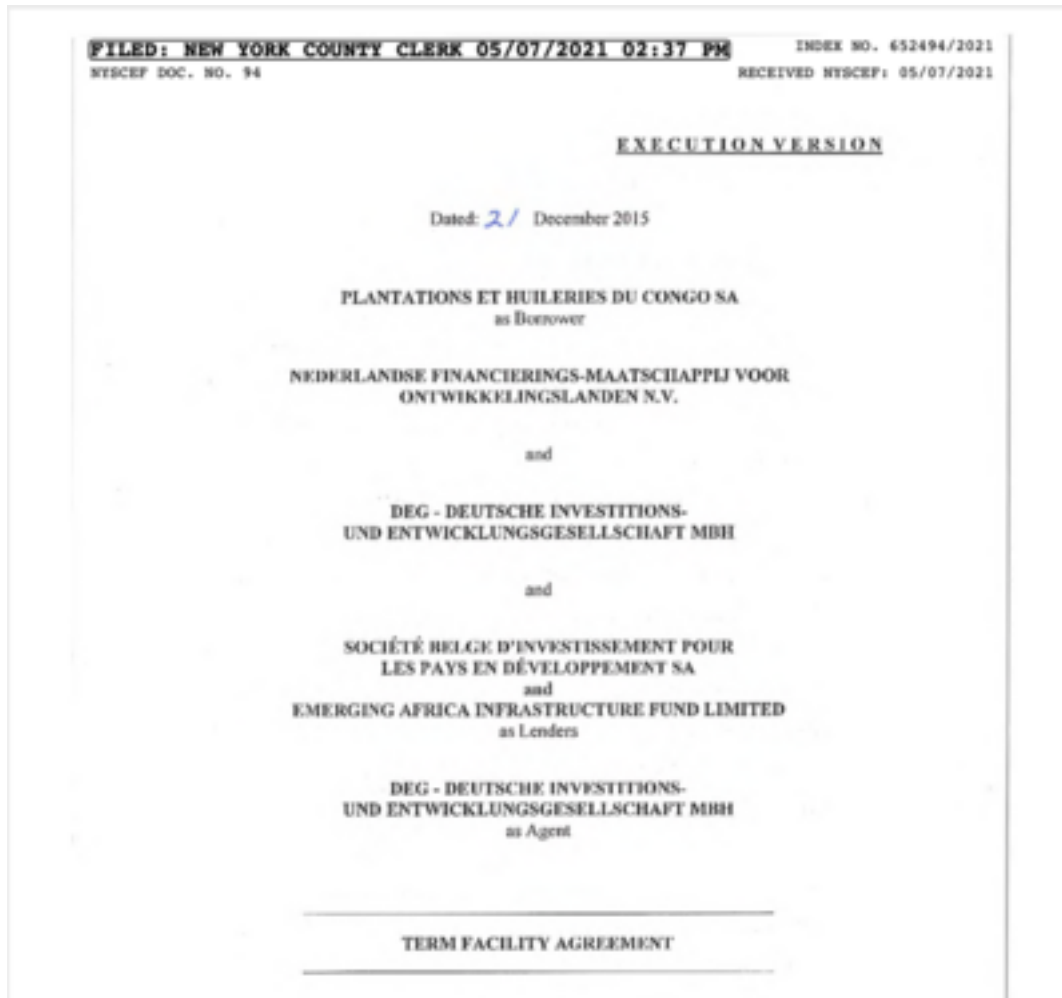 FILED: NEW YORK COUNTY CLERK 05/07/2021 02:37 PM
INDEX NO. 652494/2021
NYSCEF DOC. NO. 94
RECEIVED NYSCEF: 05/07/2021
EXECUTION VERSION
Dated: 21 December 2015
PLANTATIONS ET HUILERIES DU CONGO SA
as Borrower
NEDERLANDSE FINANCIERINGS-MAATSCHAPPIJ VOOR
ONTWIKKELINGSLANDEN N.V.
and
DEG - DEUTSCHE INVESTITIONS-
UND ENTWICKLUNGSGESELLSCHAFT MBH
and
SOCIÉTÉ BELGE D'INVESTISSEMENT POUR
LES PAYS EN DÉVELOPPEMENT SA
and
EMERGING AFRICA INFRASTRUCTURE FUND LIMITED
as Lenders
DEG - DEUTSCHE INVESTITIONS-
UND ENTWICKLUNGSGESELLSCHAFT MBH
as Agent
TERM FACILITY AGREEMENT